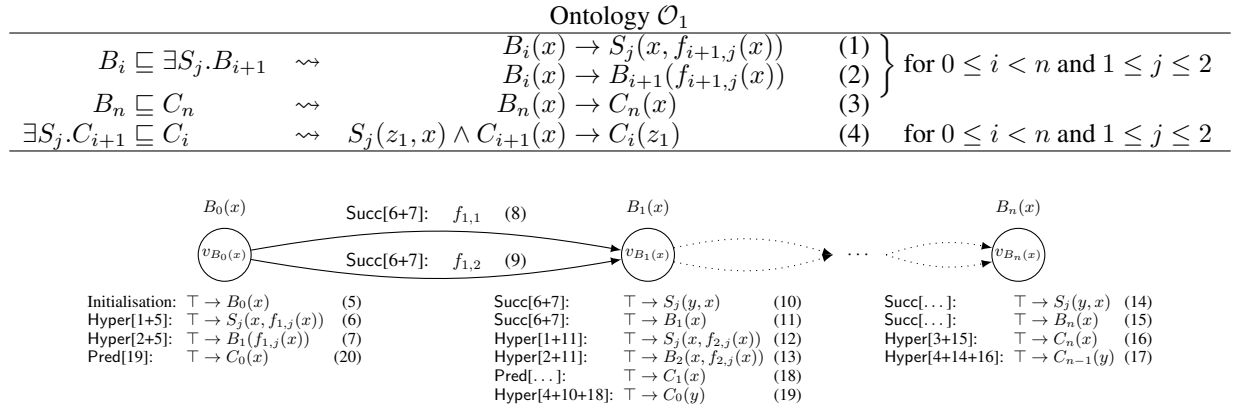 Ontology 𝒪₁
Bᵢ ⊑ ∃Sⱼ.Bᵢ₊₁ ⇝ Bᵢ(x) → Sⱼ(x, fᵢ₊₁,ⱼ(x)) (1)
Bᵢ(x) → Bᵢ₊₁(fᵢ₊₁,ⱼ(x)) (2) } for 0 ≤ i < n and 1 ≤ j ≤ 2
Bₙ ⊑ Cₙ ⇝ Bₙ(x) → Cₙ(x) (3)
∃Sⱼ.Cᵢ₊₁ ⊑ Cᵢ ⇝ Sⱼ(z₁, x) ∧ Cᵢ₊₁(x) → Cᵢ(z₁) (4) for 0 ≤ i < n and 1 ≤ j ≤ 2
B₀(x) B₁(x) Bₙ(x)
Succ[6+7]: f₁,₁ (8)
v_{B₀(x)} v_{B₁(x)} ⋯ v_{Bₙ(x)}
Succ[6+7]: f₁,₂ (9)
Initialisation: ⊤ → B₀(x) (5)
Hyper[1+5]: ⊤ → Sⱼ(x, f₁,ⱼ(x)) (6)
Hyper[2+5]: ⊤ → B₁(f₁,ⱼ(x)) (7)
Pred[19]: ⊤ → C₀(x) (20)
Succ[6+7]: ⊤ → Sⱼ(y, x) (10)
Succ[6+7]: ⊤ → B₁(x) (11)
Hyper[1+11]: ⊤ → Sⱼ(x, f₂,ⱼ(x)) (12)
Hyper[2+11]: ⊤ → B₂(x, f₂,ⱼ(x)) (13)
Pred[...]: ⊤ → C₁(x) (18)
Hyper[4+10+18]: ⊤ → C₀(y) (19)
Succ[...]: ⊤ → Sⱼ(y, x) (14)
Succ[...]: ⊤ → Bₙ(x) (15)
Hyper[3+15]: ⊤ → Cₙ(x) (16)
Hyper[4+14+16]: ⊤ → Cₙ₋₁(y) (17)